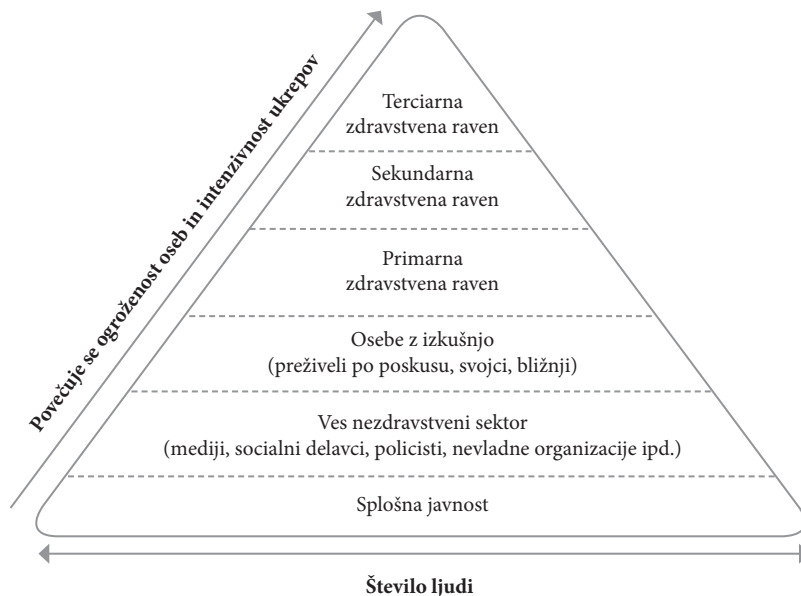 Povečuje se ogroženost oseb in intenzivnost ukrepov
Terciarna
zdravstvena raven
Sekundarna
zdravstvena raven
Primarna
zdravstvena raven
Osebe z izkušnjo
(preživeli po poskusu, svojci, bližnji)
Ves nezdravstveni sektor
(mediji, socialni delavci, policisti, nevladne organizacije ipd.)
Splošna javnost
Število ljudi